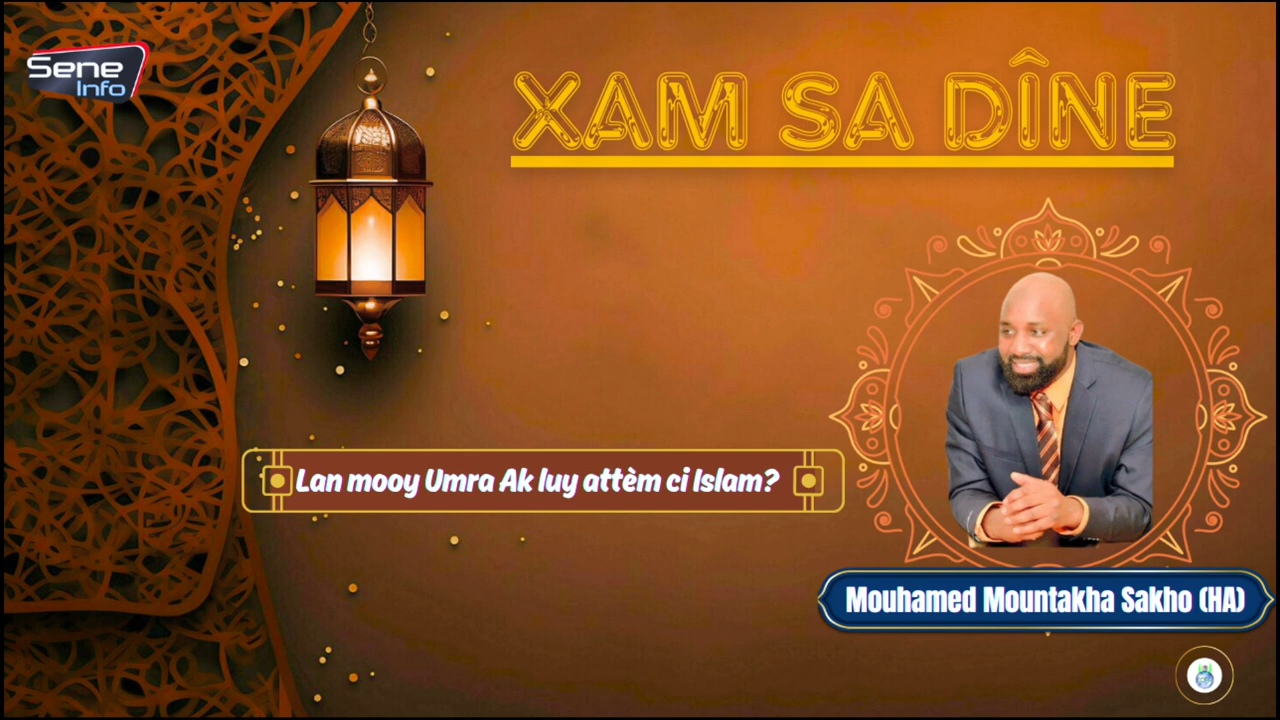 Sene
Info
XAM SA DÎNE
Lan mooy Umra Ak luy attèm ci Islam?
Mouhamed Mountakha Sakho (HA)